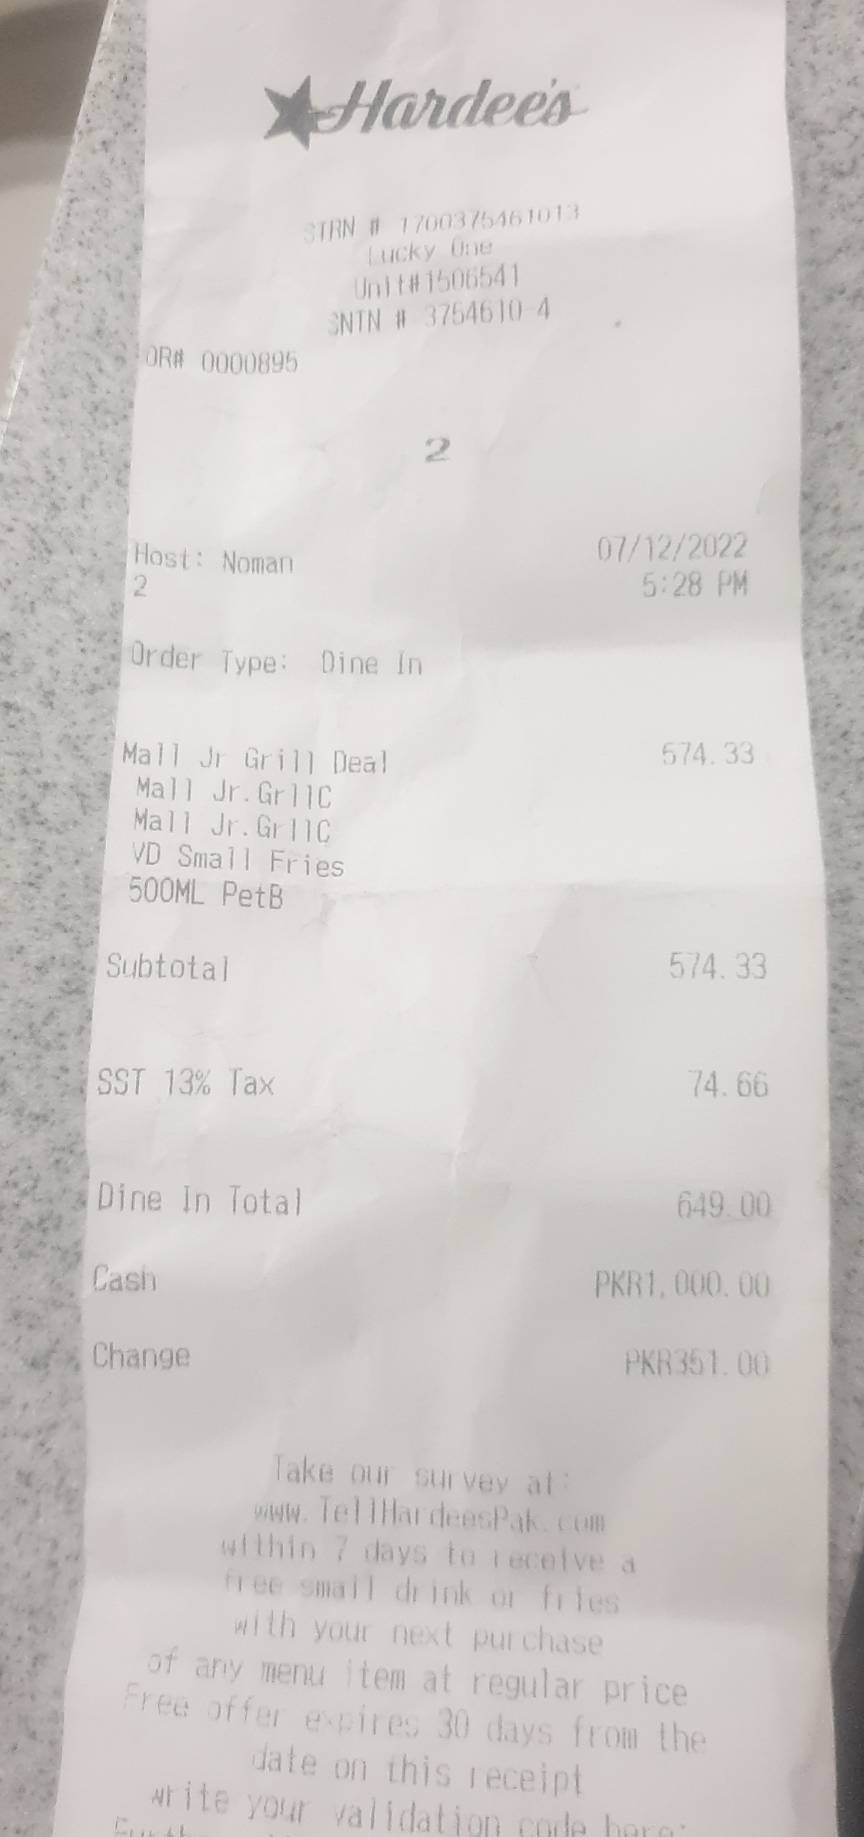 Hardee's
STRN # 1700375461013
Lucky One
Unit#1506541
SNTN # 3754610-4
OR# 0000895
2
Host: Noman 07/12/2022
2 5:28 PM
Order Type: Dine In
Mall Jr Grill Deal 574.33
Mall Jr.GrllC
Mall Jr.GrllC
VD Small Fries
500ML PetB
Subtotal 574.33
SST 13% Tax 74.66
Dine In Total 649.00
Cash PKR1,000.00
Change PKR351.00
Take our survey at:
www.TellHardeesPak.com
within 7 days to receive a
free small drink or fries
with your next purchase
of any menu item at regular price
Free offer expires 30 days from the
date on this receipt
write your validation code here: